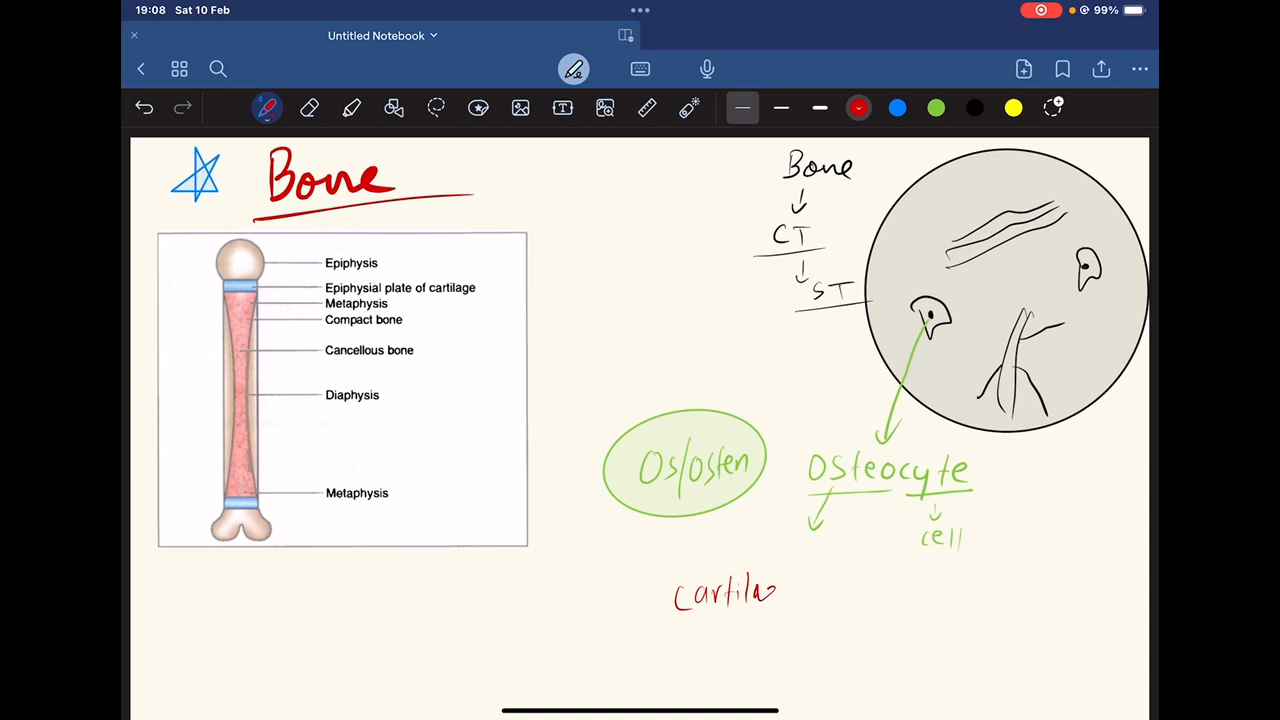 19:08 Sat 10 Feb
99%
Untitled Notebook
Bone
Bone
CT
ST
Epiphysis
Epiphysial plate of cartilage
Metaphysis
Compact bone
Cancellous bone
Diaphysis
Metaphysis
Os/Osten
Osteocyte
cell
cartila